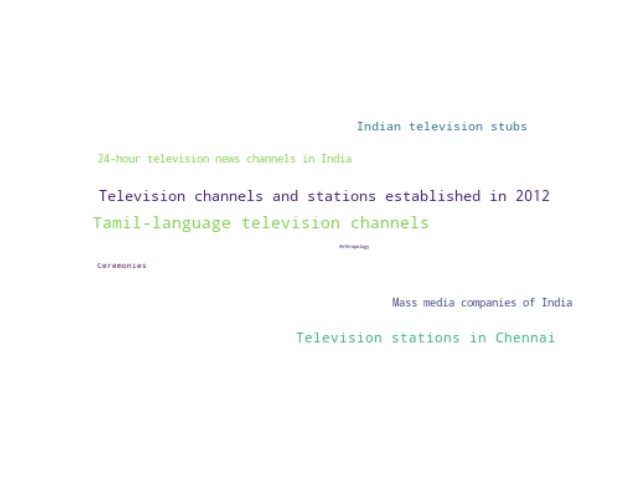 Indian television stubs
24-hour television news channels in India
Television channels and stations established in 2012
Tamil-language television channels
Anthropology
Ceremonies
Mass media companies of India
Television stations in Chennai